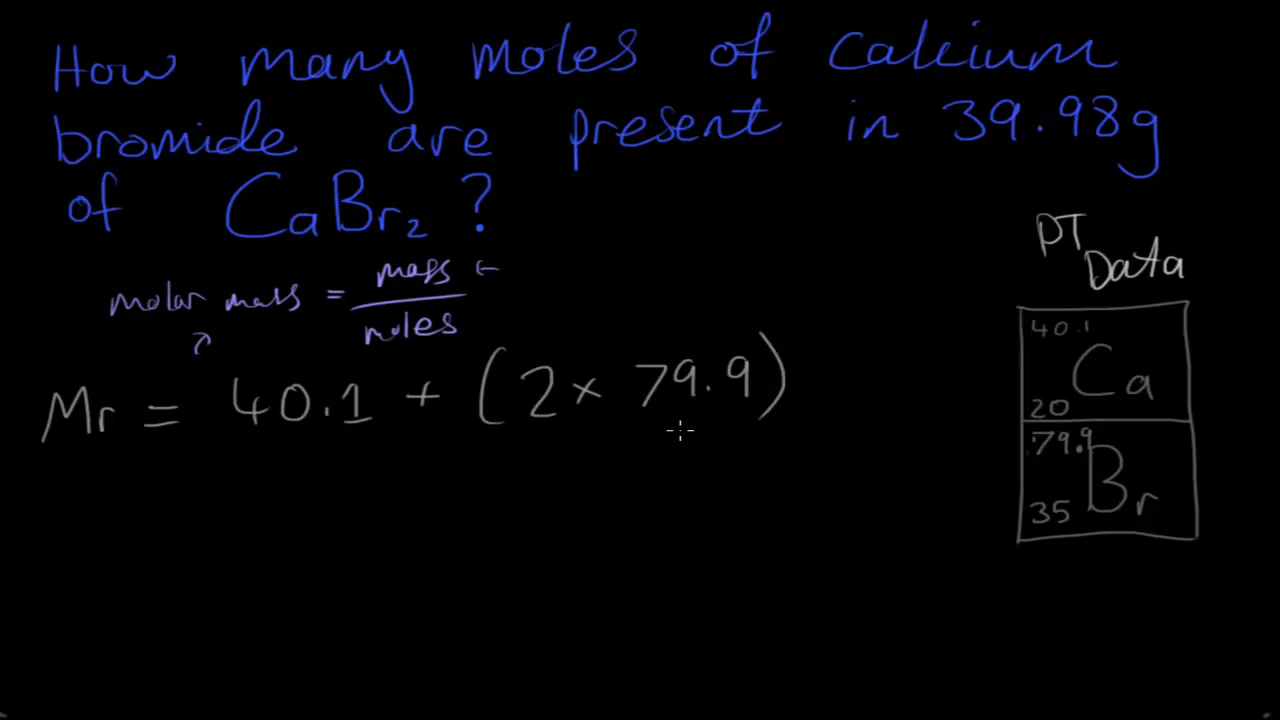 How many moles of calcium
bromide are present in 39.98g
of CaBr₂ ?
molar mass = mass / moles
Mr = 40.1 + (2 × 79.9)
PT
Data
40.1
Ca
20
79.9
Br
35